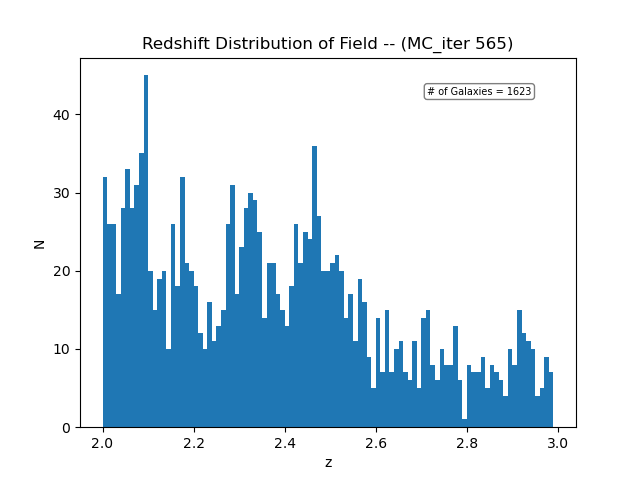 Redshift Distribution of Field -- (MC_iter 565)
# of Galaxies = 1623
40
30
20
10
0
N
2.0 2.2 2.4 2.6 2.8 3.0
z